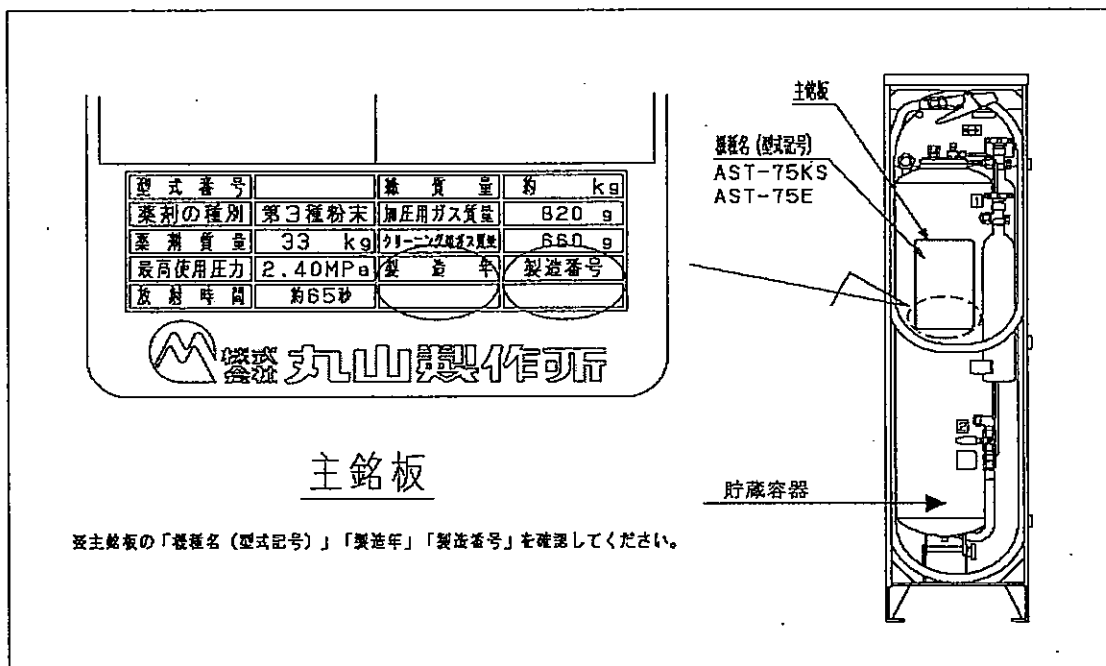 型式番号 総質量 約 kg
薬剤の種別 第3種粉末 加圧用ガス質量 820 g
薬剤質量 33 kg クリーニング用ガス質量 660 g
最高使用圧力 2.40MPa 製造年 製造番号
放射時間 約65秒
株式会社 丸山製作所
主銘板
※主銘板の「機種名（型式記号）」「製造年」「製造番号」を確認してください。
主銘板
機種名（型式記号）
AST-75KS
AST-75E
1
2
貯蔵容器